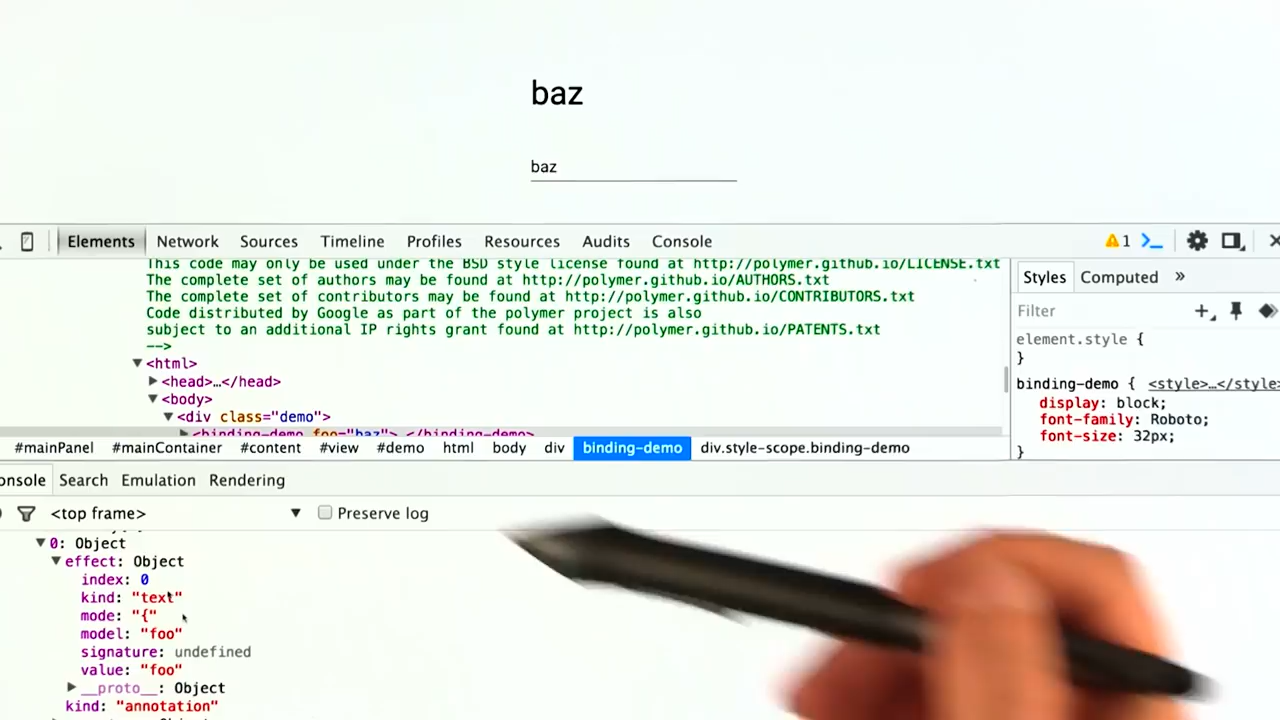 baz
baz
Elements Network Sources Timeline Profiles Resources Audits Console 1
This code may only be used under the BSD style license found at http://polymer.github.io/LICENSE.txt
The complete set of authors may be found at http://polymer.github.io/AUTHORS.txt
The complete set of contributors may be found at http://polymer.github.io/CONTRIBUTORS.txt
Code distributed by Google as part of the polymer project is also
subject to an additional IP rights grant found at http://polymer.github.io/PATENTS.txt
-->
<html>
<head>…</head>
<body>
<div class="demo">
<binding-demo foo="baz">…</binding-demo>
#mainPanel #mainContainer #content #view #demo html body div binding-demo div.style-scope.binding-demo
Styles Computed »
Filter
element.style {
}
binding-demo { <style>…</style>
display: block;
font-family: Roboto;
font-size: 32px;
}
onsole Search Emulation Rendering
<top frame> Preserve log
0: Object
effect: Object
index: 0
kind: "text"
mode: "{"
model: "foo"
signature: undefined
value: "foo"
__proto__: Object
kind: "annotation"